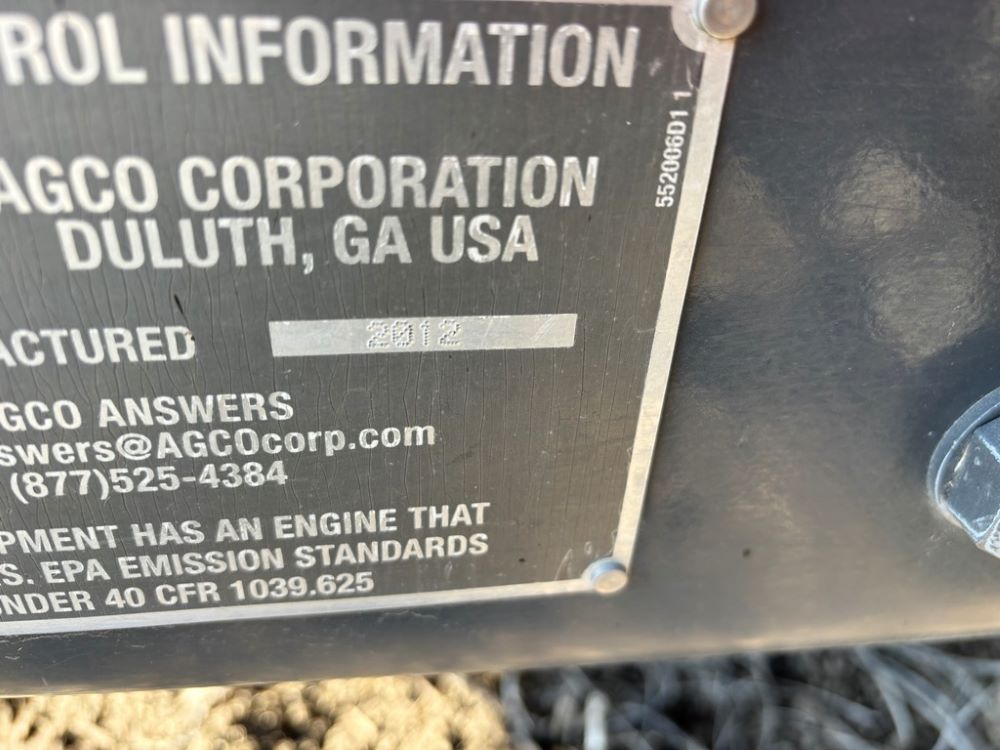 ROL INFORMATION
552006D1 1
AGCO CORPORATION
DULUTH, GA USA
ACTURED 2012
GCO ANSWERS
swers@AGCOcorp.com
(877)525-4384
PMENT HAS AN ENGINE THAT
S. EPA EMISSION STANDARDS
NDER 40 CFR 1039.625